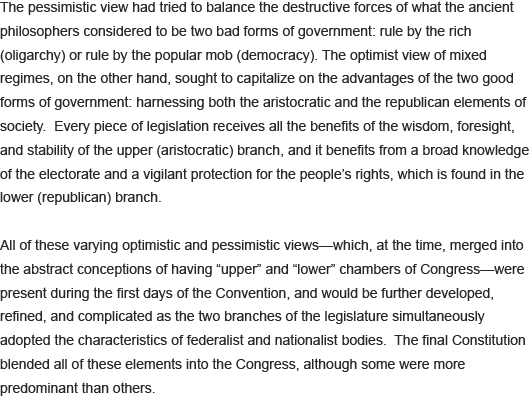 The pessimistic view had tried to balance the destructive forces of what the ancient
philosophers considered to be two bad forms of government: rule by the rich
(oligarchy) or rule by the popular mob (democracy). The optimist view of mixed
regimes, on the other hand, sought to capitalize on the advantages of the two good
forms of government: harnessing both the aristocratic and the republican elements of
society.  Every piece of legislation receives all the benefits of the wisdom, foresight,
and stability of the upper (aristocratic) branch, and it benefits from a broad knowledge
of the electorate and a vigilant protection for the people's rights, which is found in the
lower (republican) branch.

All of these varying optimistic and pessimistic views—which, at the time, merged into
the abstract conceptions of having “upper” and “lower” chambers of Congress—were
present during the first days of the Convention, and would be further developed,
refined, and complicated as the two branches of the legislature simultaneously
adopted the characteristics of federalist and nationalist bodies.  The final Constitution
blended all of these elements into the Congress, although some were more
predominant than others.